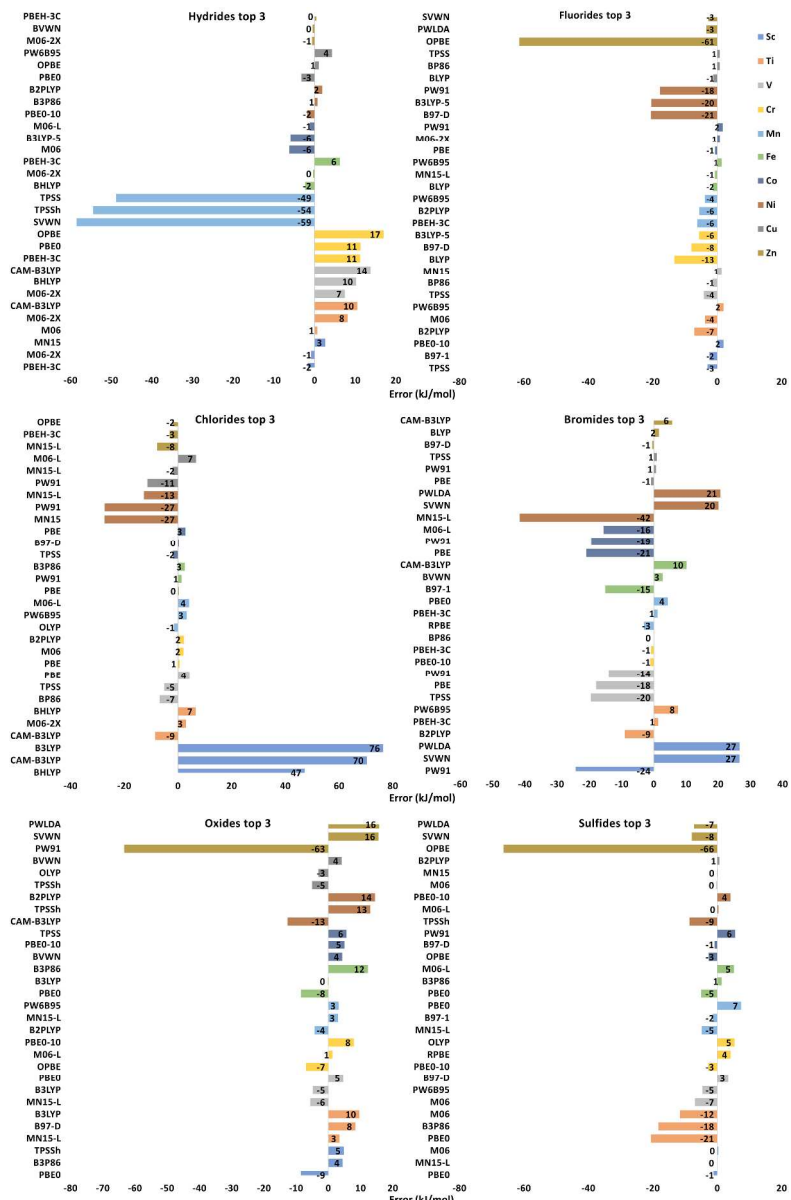 Hydrides top 3
PBEH-3C 0
BVWN 0
M06-2X -1
PW6B95 4
OPBE 1
PBE0 -3
B2PLYP 2
B3P86 1
PBE0-10 -2
M06-L -1
B3LYP-5 -6
M06 -6
PBEH-3C 6
M06-2X 0
BHLYP -2
TPSS -49
TPSSh -54
SVWN -59
OPBE 17
PBE0 11
PBEH-3C 11
CAM-B3LYP 14
BHLYP 10
M06-2X 7
CAM-B3LYP 10
M06-2X 8
M06 1
MN15 3
M06-2X -1
PBEH-3C -2
-60 -50 -40 -30 -20 -10 0 10 20
Error (kJ/mol)
Fluorides top 3
SVWN -3
PWLDA -3
OPBE -61
TPSS 1
BP86 1
BLYP -1
PW91 -18
B3LYP-5 -20
B97-D -21
PW91 2
M06-2X 1
PBE -1
PW6B95 1
MN15-L -1
BLYP -2
PW6B95 -4
B2PLYP -6
PBEH-3C -6
B3LYP-5 -6
B97-D -8
BLYP -13
MN15 1
BP86 -1
TPSS -4
PW6B95 2
M06 -4
B2PLYP -7
PBE0-10 2
B97-1 -2
TPSS -3
-80 -60 -40 -20 0 20
Error (kJ/mol)
Sc
Ti
V
Cr
Mn
Fe
Co
Ni
Cu
Zn
Chlorides top 3
OPBE -2
PBEH-3C -3
MN15-L -8
M06-L 7
MN15-L -2
PW91 -11
MN15-L -13
PW91 -27
MN15 -27
PBE 3
B97-D 0
TPSS -2
B3P86 3
PW91 1
PBE 0
M06-L 4
PW6B95 3
OLYP -1
B2PLYP 2
M06 2
PBE 1
PBE 4
TPSS -5
BP86 -7
BHLYP 7
M06-2X 3
CAM-B3LYP -9
B3LYP 76
CAM-B3LYP 70
BHLYP 47
-40 -20 0 20 40 60 80
Error (kJ/mol)
Bromides top 3
CAM-B3LYP 6
BLYP 2
B97-D -1
TPSS 1
PW91 1
PBE -1
PWLDA 21
SVWN 20
MN15-L -42
M06-L -16
PW91 -19
PBE -21
CAM-B3LYP 10
BVWN 3
B97-1 -15
PBE0 4
PBEH-3C 1
RPBE -3
BP86 0
PBEH-3C -1
PBE0-10 -1
PW91 -14
PBE -18
TPSS -20
PW6B95 8
PBEH-3C 1
B2PLYP -9
PWLDA 27
SVWN 27
PW91 -24
-60 -50 -40 -30 -20 -10 0 10 20 30 40
Error (kJ/mol)
Oxides top 3
PWLDA 16
SVWN 16
PW91 -63
BVWN 4
OLYP -3
TPSSh -5
B2PLYP 14
TPSSh 13
CAM-B3LYP -13
TPSS 6
PBE0-10 5
BVWN 4
B3P86 12
B3LYP 0
PBE0 -8
PW6B95 3
MN15-L 3
B2PLYP -4
PBE0-10 8
M06-L 1
OPBE -7
PBE0 5
B3LYP -5
MN15-L -6
B3LYP 10
B97-D 8
MN15-L 3
TPSSh 5
B3P86 4
PBE0 -9
-80 -70 -60 -50 -40 -30 -20 -10 0 10 20
Error (kJ/mol)
Sulfides top 3
PWLDA -7
SVWN -8
OPBE -66
B2PLYP 1
MN15 0
M06 0
PBE0-10 4
M06-L 0
TPSSh -9
PW91 6
B97-D -1
OPBE -3
M06-L 5
B3P86 1
PBE0 -5
PBE0 7
B97-1 -2
MN15-L -5
OLYP 5
RPBE 4
PBE0-10 -3
B97-D 3
PW6B95 -5
M06 -7
M06 -12
B3P86 -18
PBE0 -21
M06 0
MN15-L 0
PBE0 -1
-80 -60 -40 -20 0 20
Error (kJ/mol)